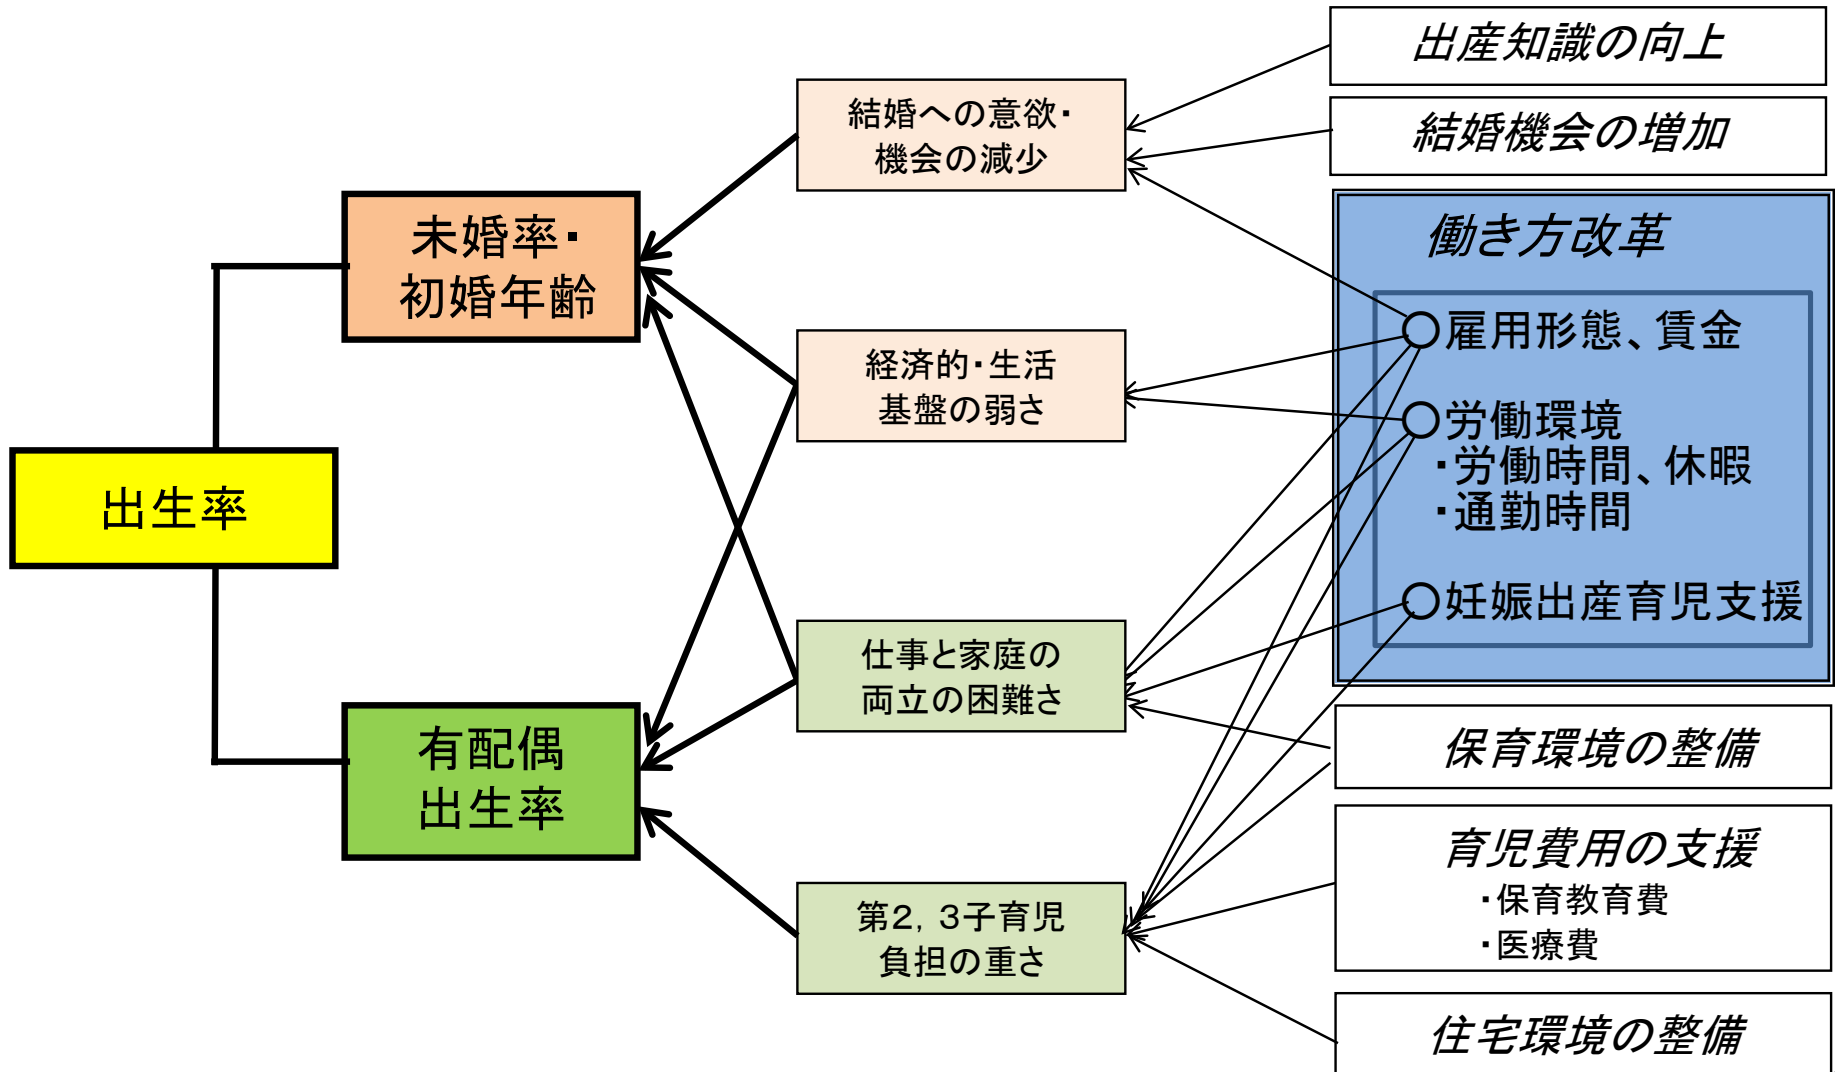 出生率
未婚率・
初婚年齢
有配偶
出生率
結婚への意欲・
機会の減少
経済的・生活
基盤の弱さ
仕事と家庭の
両立の困難さ
第2，3子育児
負担の重さ
出産知識の向上
結婚機会の増加
働き方改革
○雇用形態、賃金
○労働環境
・労働時間、休暇
・通勤時間
○妊娠出産育児支援
保育環境の整備
育児費用の支援
・保育教育費
・医療費
住宅環境の整備